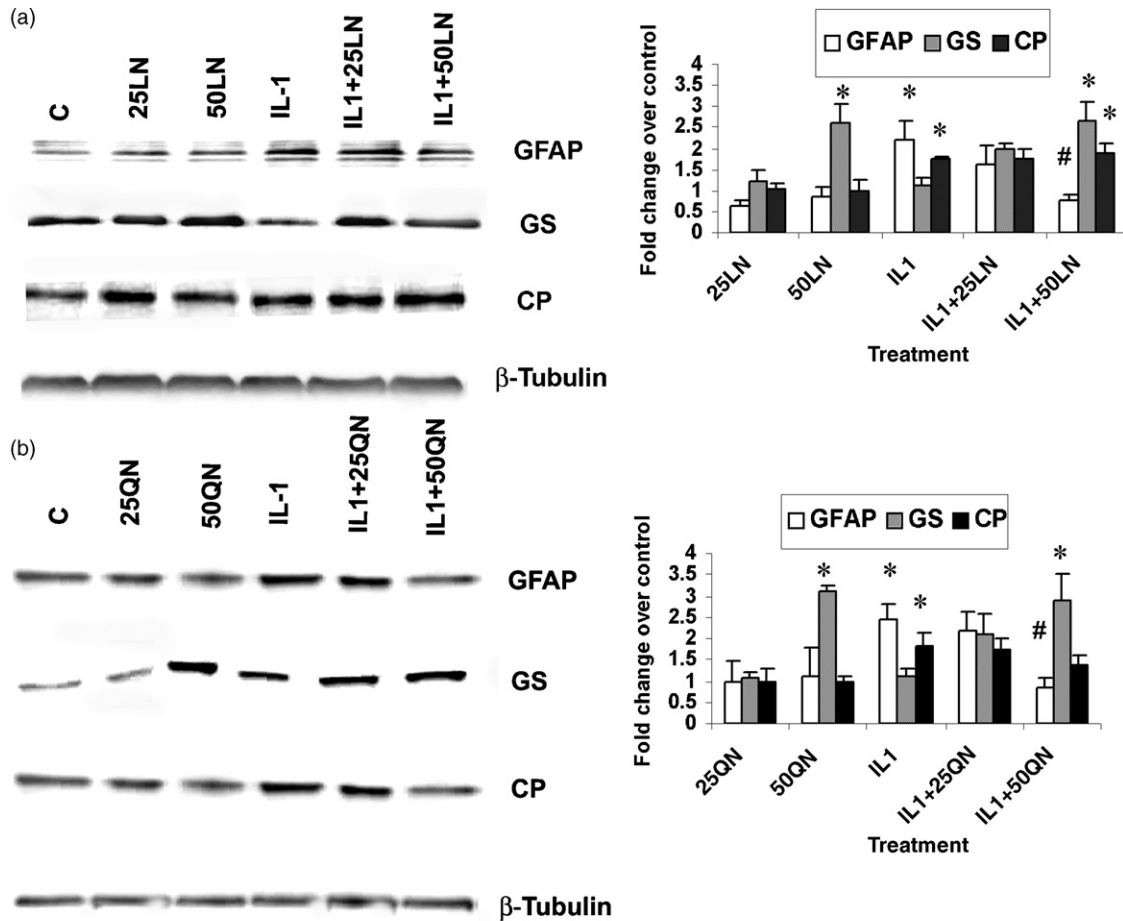 (a)
C 25LN 50LN IL-1 IL1+25LN IL1+50LN
GFAP
GS
CP
β-Tubulin
GFAP GS CP
Fold change over control
4
3.5
3
2.5
2
1.5
1
0.5
0
* * * # * *
25LN 50LN IL1 IL1+25LN IL1+50LN
Treatment
(b)
C 25QN 50QN IL-1 IL1+25QN IL1+50QN
GFAP
GS
CP
β-Tubulin
GFAP GS CP
Fold change over control
4
3.5
3
2.5
2
1.5
1
0.5
0
* * * # *
25QN 50QN IL1 IL1+25QN IL1+50QN
Treatment